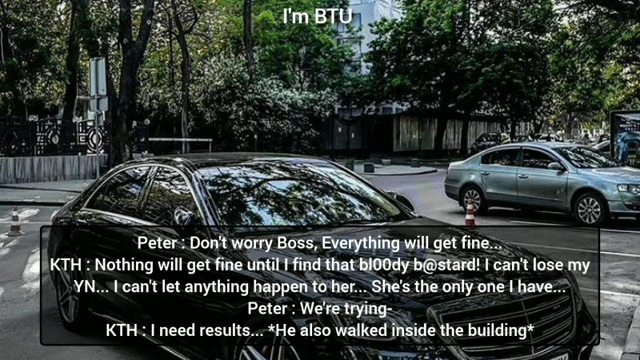 I'm BTU
Peter : Don't worry Boss, Everything will get fine...
KTH : Nothing will get fine until I find that bl00dy b@stard! I can't lose my
YN... I can't let anything happen to her... She's the only one I have...
Peter : We're trying-
KTH : I need results... *He also walked inside the building*